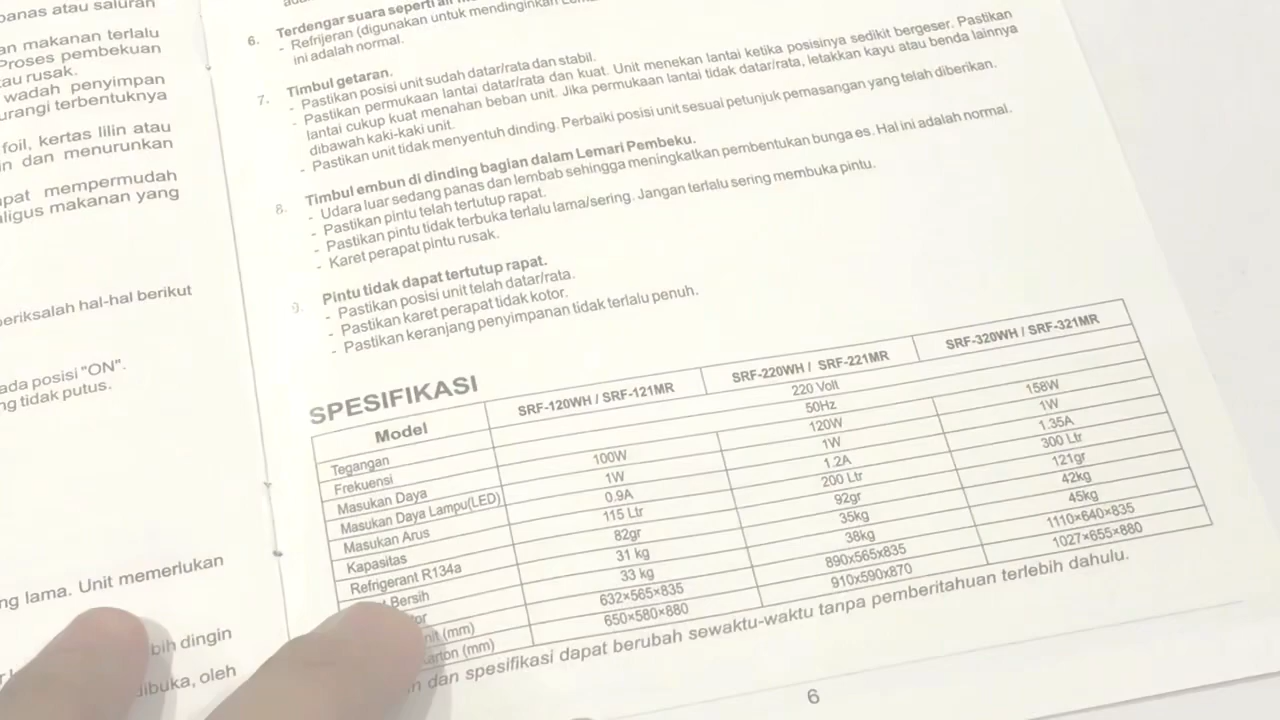 panas atau saluran
an makanan terlalu
Proses pembekuan
tau rusak.
wadah penyimpan
urangi terbentuknya
foil, kertas lilin atau
in dan menurunkan
apat mempermudah
aligus makanan yang
periksalah hal-hal berikut
ada posisi "ON".
ng tidak putus.
ng lama. Unit memerlukan
bih dingin
dibuka, oleh
6. Terdengar suara seperti air
- Refrijeran (digunakan untuk mendinginkan
ini adalah normal.
7. Timbul getaran.
- Pastikan posisi unit sudah datar/rata dan stabil.
- Pastikan permukaan lantai datar/rata dan kuat. Unit menekan lantai ketika posisinya sedikit bergeser. Pastikan
lantai cukup kuat menahan beban unit. Jika permukaan lantai tidak datar/rata, letakkan kayu atau benda lainnya
dibawah kaki-kaki unit.
- Pastikan unit tidak menyentuh dinding. Perbaiki posisi unit sesuai petunjuk pemasangan yang telah diberikan.
8. Timbul embun di dinding bagian dalam Lemari Pembeku.
- Udara luar sedang panas dan lembab sehingga meningkatkan pembentukan bunga es. Hal ini adalah normal.
- Pastikan pintu telah tertutup rapat.
- Pastikan pintu tidak terbuka terlalu lama/sering. Jangan terlalu sering membuka pintu.
- Karet perapat pintu rusak.
9. Pintu tidak dapat tertutup rapat.
- Pastikan posisi unit telah datar/rata.
- Pastikan karet perapat tidak kotor.
- Pastikan keranjang penyimpanan tidak terlalu penuh.
SPESIFIKASI
Model SRF-120WH / SRF-121MR SRF-220WH / SRF-221MR SRF-320WH / SRF-321MR
Tegangan 220 Volt
Frekuensi 50Hz
Masukan Daya 100W 120W 158W
Masukan Daya Lampu(LED) 1W 1W 1W
Masukan Arus 0.9A 1.2A 1.35A
Kapasitas 115 Ltr 200 Ltr 300 Ltr
Refrigerant R134a 82gr 92gr 121gr
Bersih 31 kg 35kg 42kg
tor 33 kg 38kg 45kg
nit (mm) 632×565×835 890x565x835 1110×640×835
arton (mm) 650×580×880 910x590x870 1027×655×880
n dan spesifikasi dapat berubah sewaktu-waktu tanpa pemberitahuan terlebih dahulu.
6